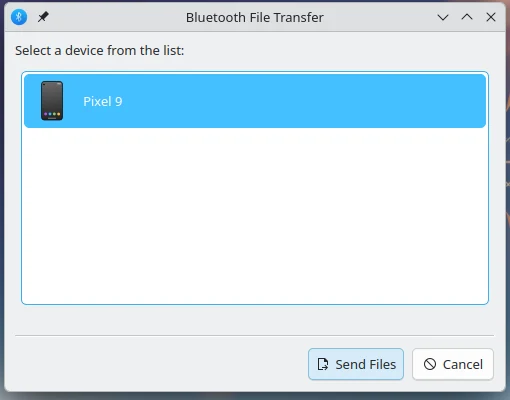 Bluetooth File Transfer
Select a device from the list:
Pixel 9
Send Files
Cancel